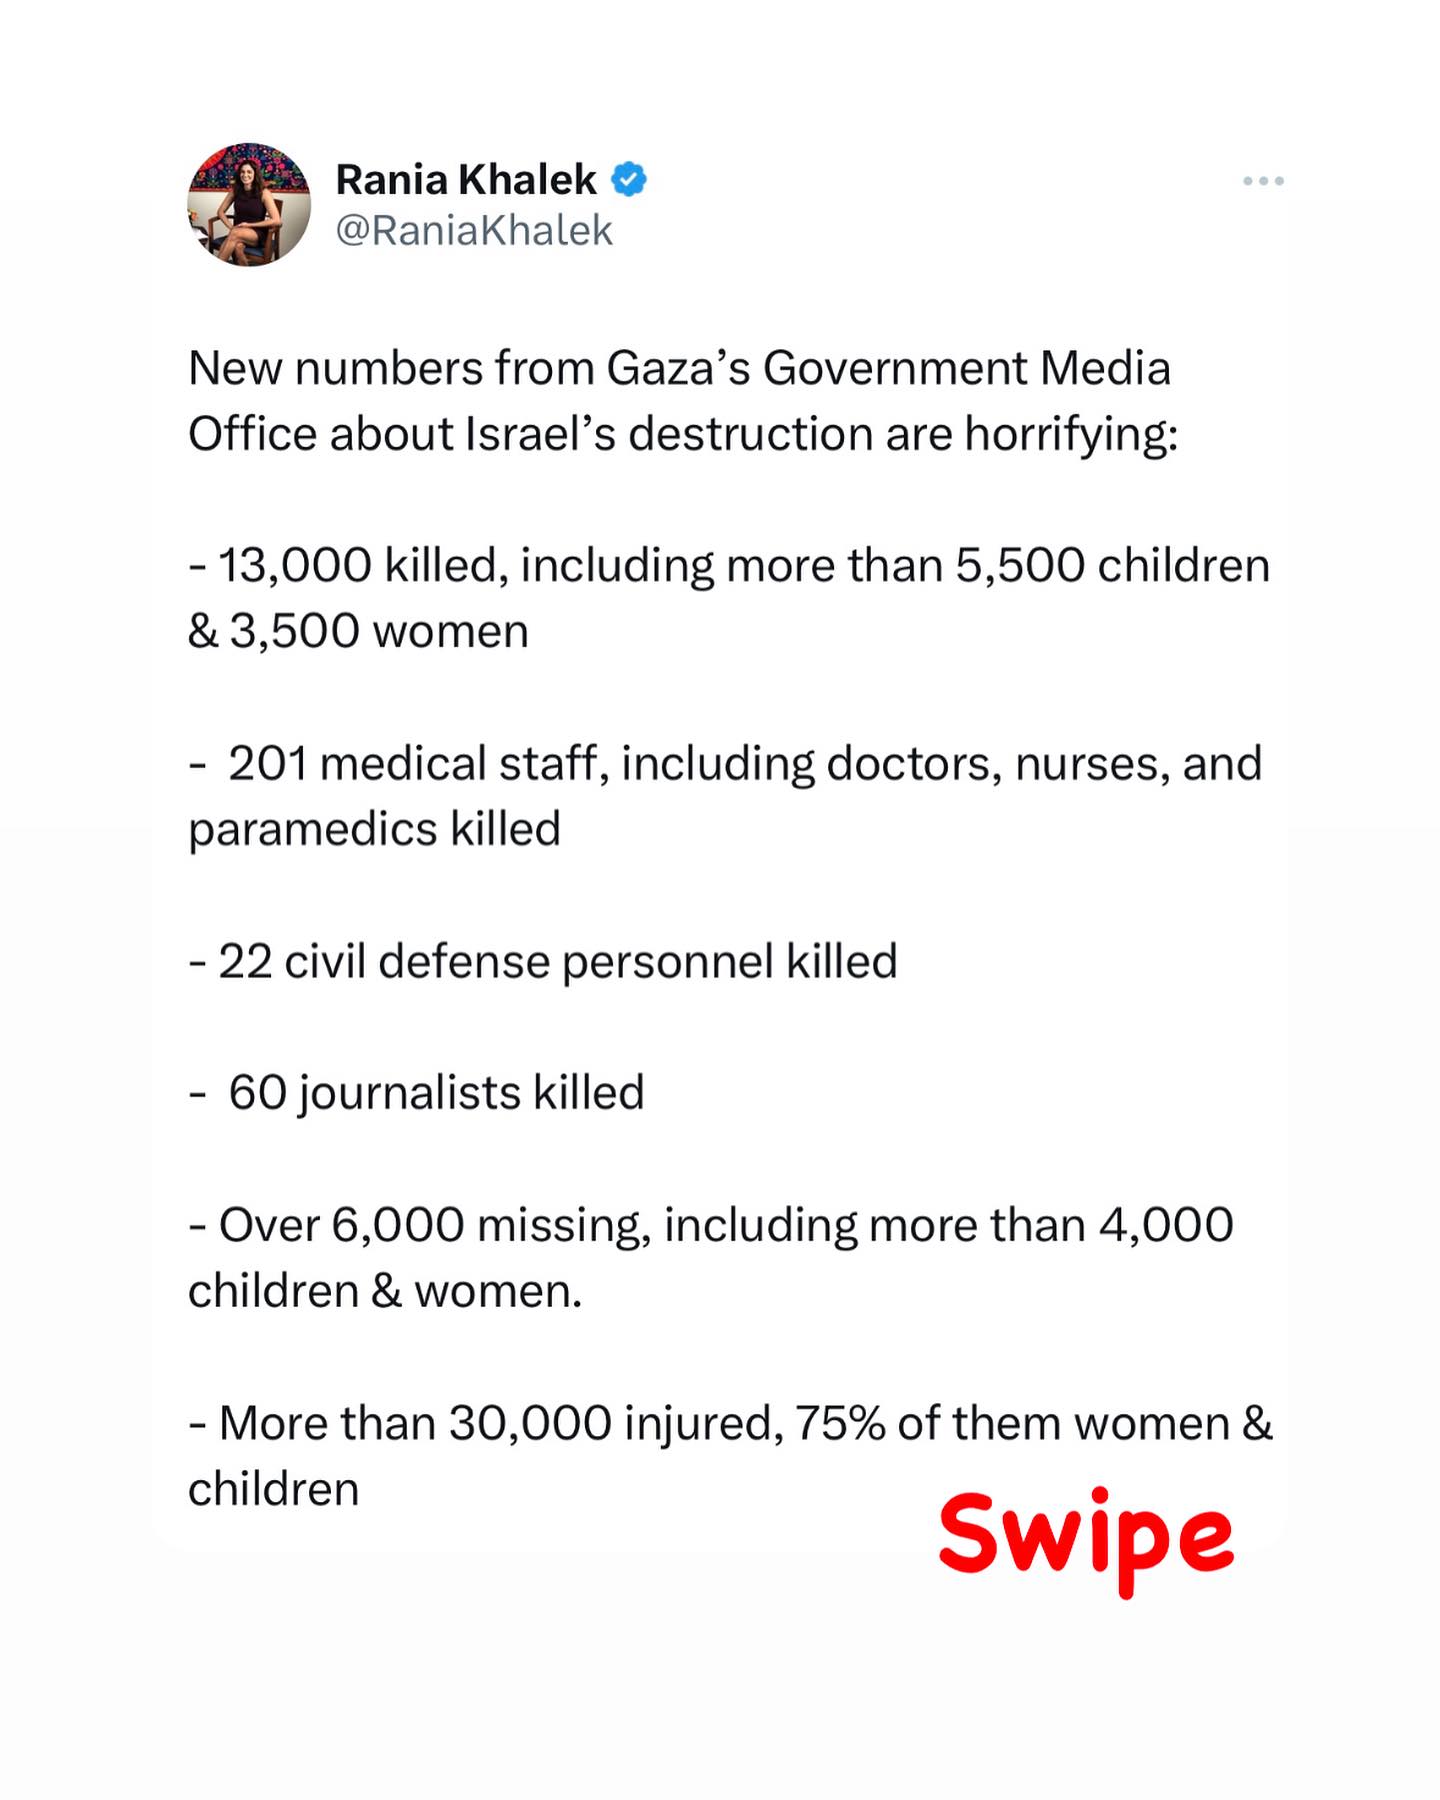 Rania Khalek
@RaniaKhalek
New numbers from Gaza’s Government Media
Office about Israel’s destruction are horrifying:
- 13,000 killed, including more than 5,500 children
& 3,500 women
-  201 medical staff, including doctors, nurses, and
paramedics killed
- 22 civil defense personnel killed
-  60 journalists killed
- Over 6,000 missing, including more than 4,000
children & women.
- More than 30,000 injured, 75% of them women &
children
Swipe